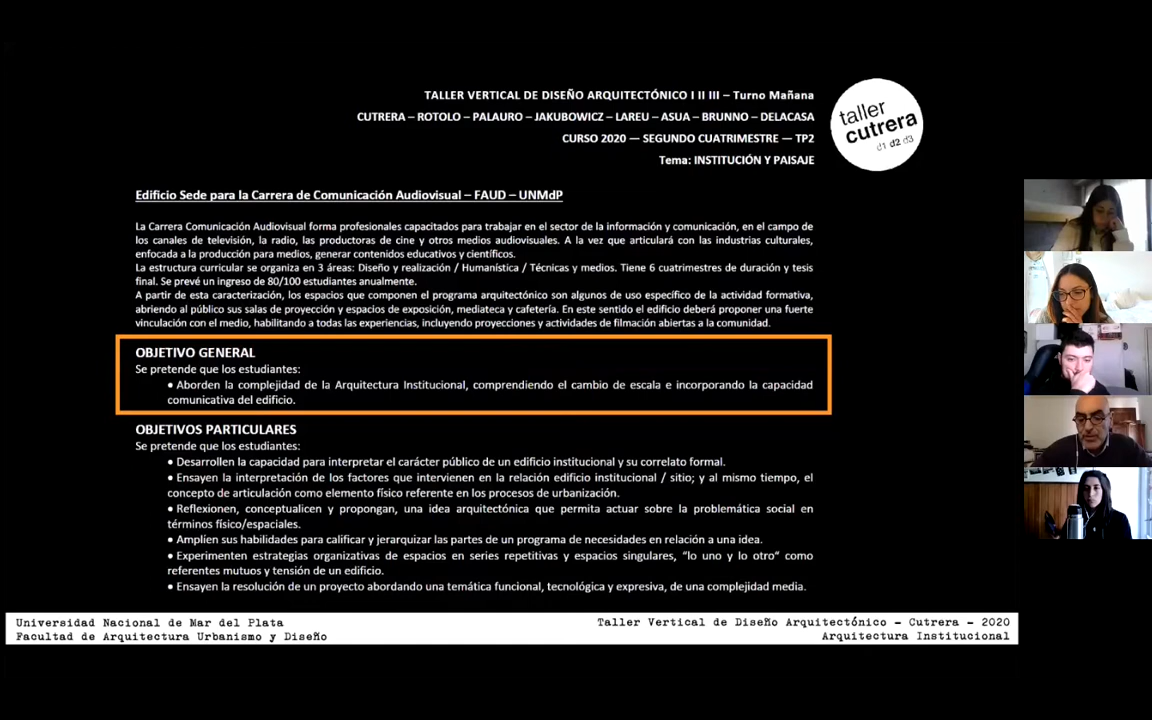 TALLER VERTICAL DE DISEÑO ARQUITECTÓNICO I II III – Turno Mañana
CUTRERA – ROTOLO – PALAURO – JAKUBOWICZ – LAREU – ASUA – BRUNNO – DELACASA
CURSO 2020 — SEGUNDO CUATRIMESTRE — TP2
Tema: INSTITUCIÓN Y PAISAJE
taller
cutrera
d1 d2 d3
Edificio Sede para la Carrera de Comunicación Audiovisual – FAUD – UNMdP
La Carrera Comunicación Audiovisual forma profesionales capacitados para trabajar en el sector de la información y comunicación, en el campo de
los canales de televisión, la radio, las productoras de cine y otros medios audiovisuales. A la vez que articulará con las industrias culturales,
enfocada a la producción para medios, generar contenidos educativos y científicos.
La estructura curricular se organiza en 3 áreas: Diseño y realización / Humanística / Técnicas y medios. Tiene 6 cuatrimestres de duración y tesis
final. Se prevé un ingreso de 80/100 estudiantes anualmente.
A partir de esta caracterización, los espacios que componen el programa arquitectónico son algunos de uso específico de la actividad formativa,
abriendo al público sus salas de proyección y espacios de exposición, mediateca y cafetería. En este sentido el edificio deberá proponer una fuerte
vinculación con el medio, habilitando a todas las experiencias, incluyendo proyecciones y actividades de filmación abiertas a la comunidad.
OBJETIVO GENERAL
Se pretende que los estudiantes:
• Aborden la complejidad de la Arquitectura Institucional, comprendiendo el cambio de escala e incorporando la capacidad
comunicativa del edificio.
OBJETIVOS PARTICULARES
Se pretende que los estudiantes:
• Desarrollen la capacidad para interpretar el carácter público de un edificio institucional y su correlato formal.
• Ensayen la interpretación de los factores que intervienen en la relación edificio institucional / sitio; y al mismo tiempo, el
concepto de articulación como elemento físico referente en los procesos de urbanización.
• Reflexionen, conceptualicen y propongan, una idea arquitectónica que permita actuar sobre la problemática social en
términos físico/espaciales.
• Amplíen sus habilidades para calificar y jerarquizar las partes de un programa de necesidades en relación a una idea.
• Experimenten estrategias organizativas de espacios en series repetitivas y espacios singulares, "lo uno y lo otro" como
referentes mutuos y tensión de un edificio.
• Ensayen la resolución de un proyecto abordando una temática funcional, tecnológica y expresiva, de una complejidad media.
Universidad Nacional de Mar del Plata
Facultad de Arquitectura Urbanismo y Diseño
Taller Vertical de Diseño Arquitectónico – Cutrera – 2020
Arquitectura Institucional